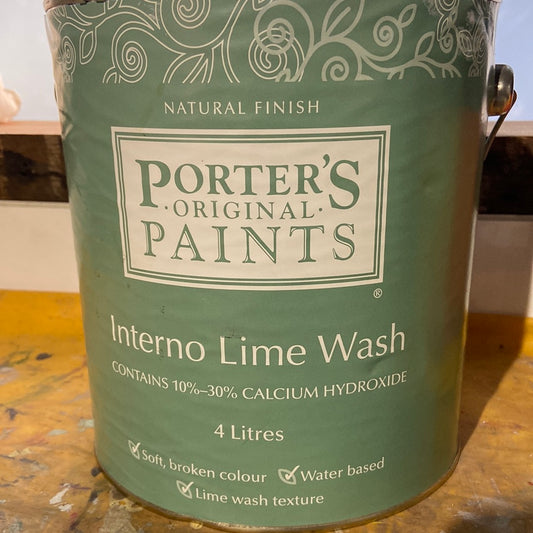 NATURAL FINISH
PORTER'S
·ORIGINAL·
PAINTS
®
Interno Lime Wash
CONTAINS 10%–30% CALCIUM HYDROXIDE
4 Litres
Soft, broken colour Water based
Lime wash texture